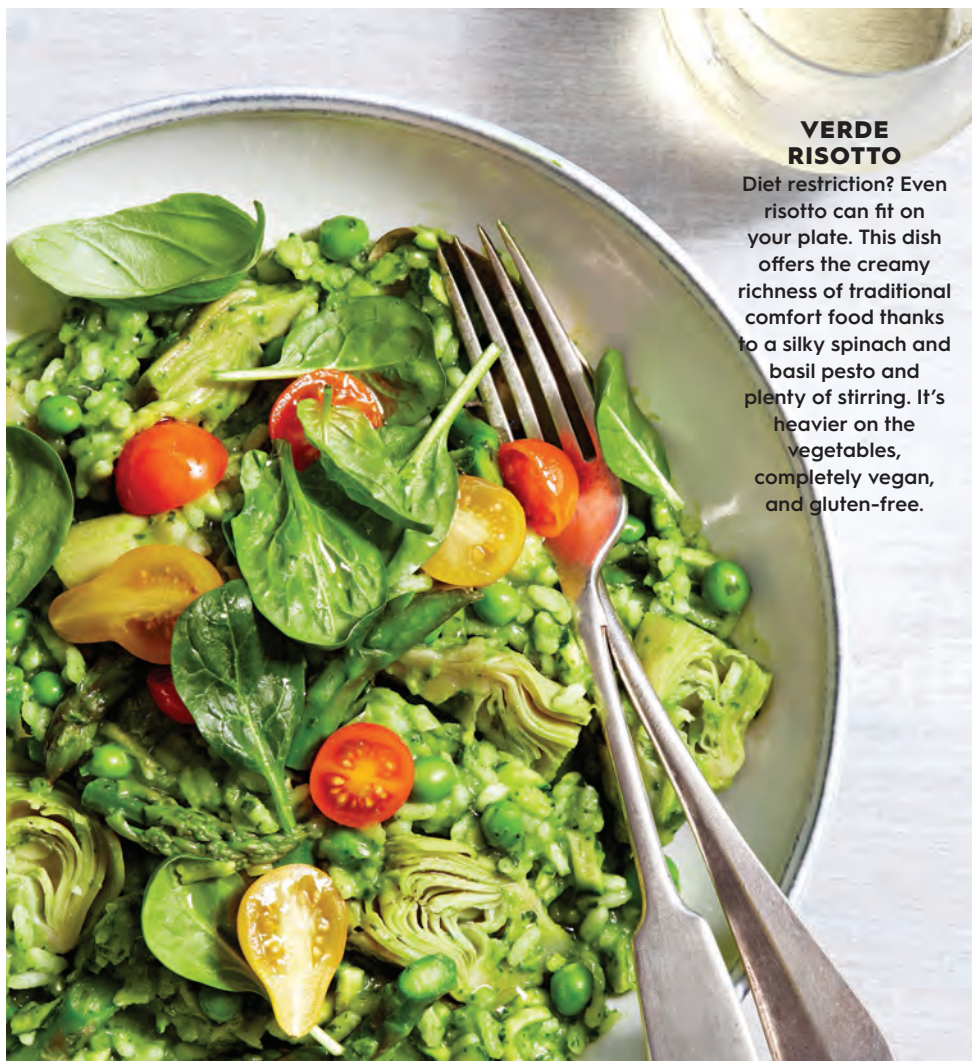 VERDE
RISOTTO
Diet restriction? Even
risotto can fit on
your plate. This dish
offers the creamy
richness of traditional
comfort food thanks
to a silky spinach and
basil pesto and
plenty of stirring. It’s
heavier on the
vegetables,
completely vegan,
and gluten-free.